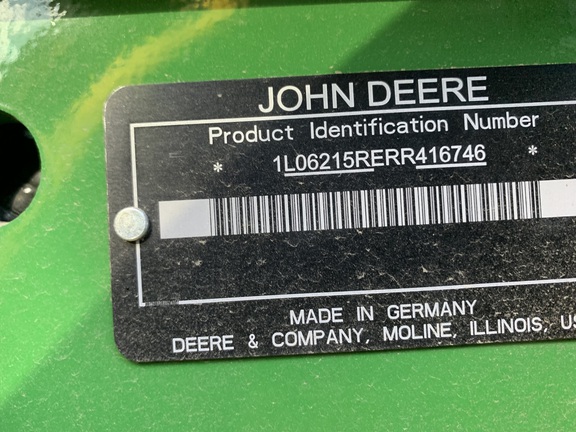 JOHN DEERE
Product Identification Number
* 1L06215RERR416746 *
MADE IN GERMANY
DEERE & COMPANY, MOLINE, ILLINOIS,